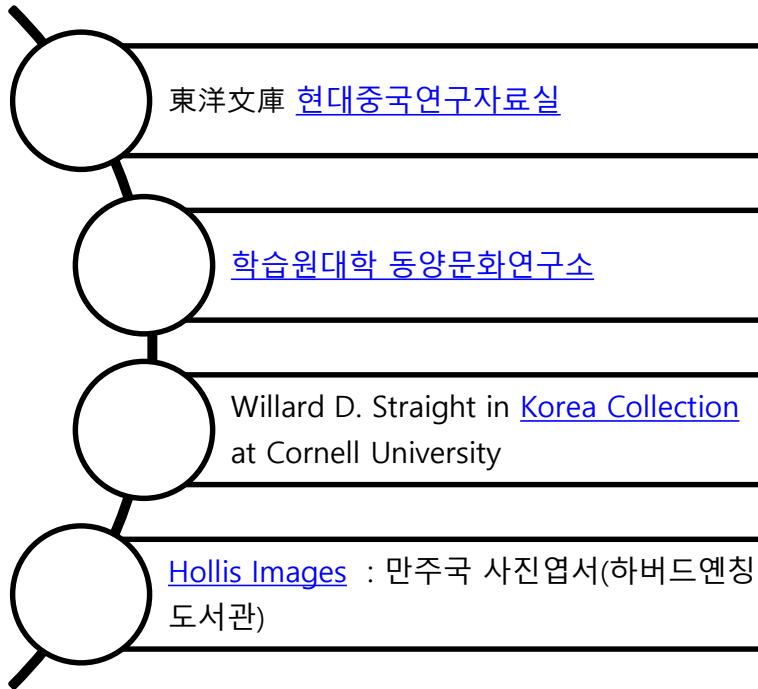 東洋文庫 현대중국연구자료실
학습원대학 동양문화연구소
Willard D. Straight in Korea Collection
at Cornell University
Hollis Images : 만주국 사진엽서(하버드옌칭
도서관)